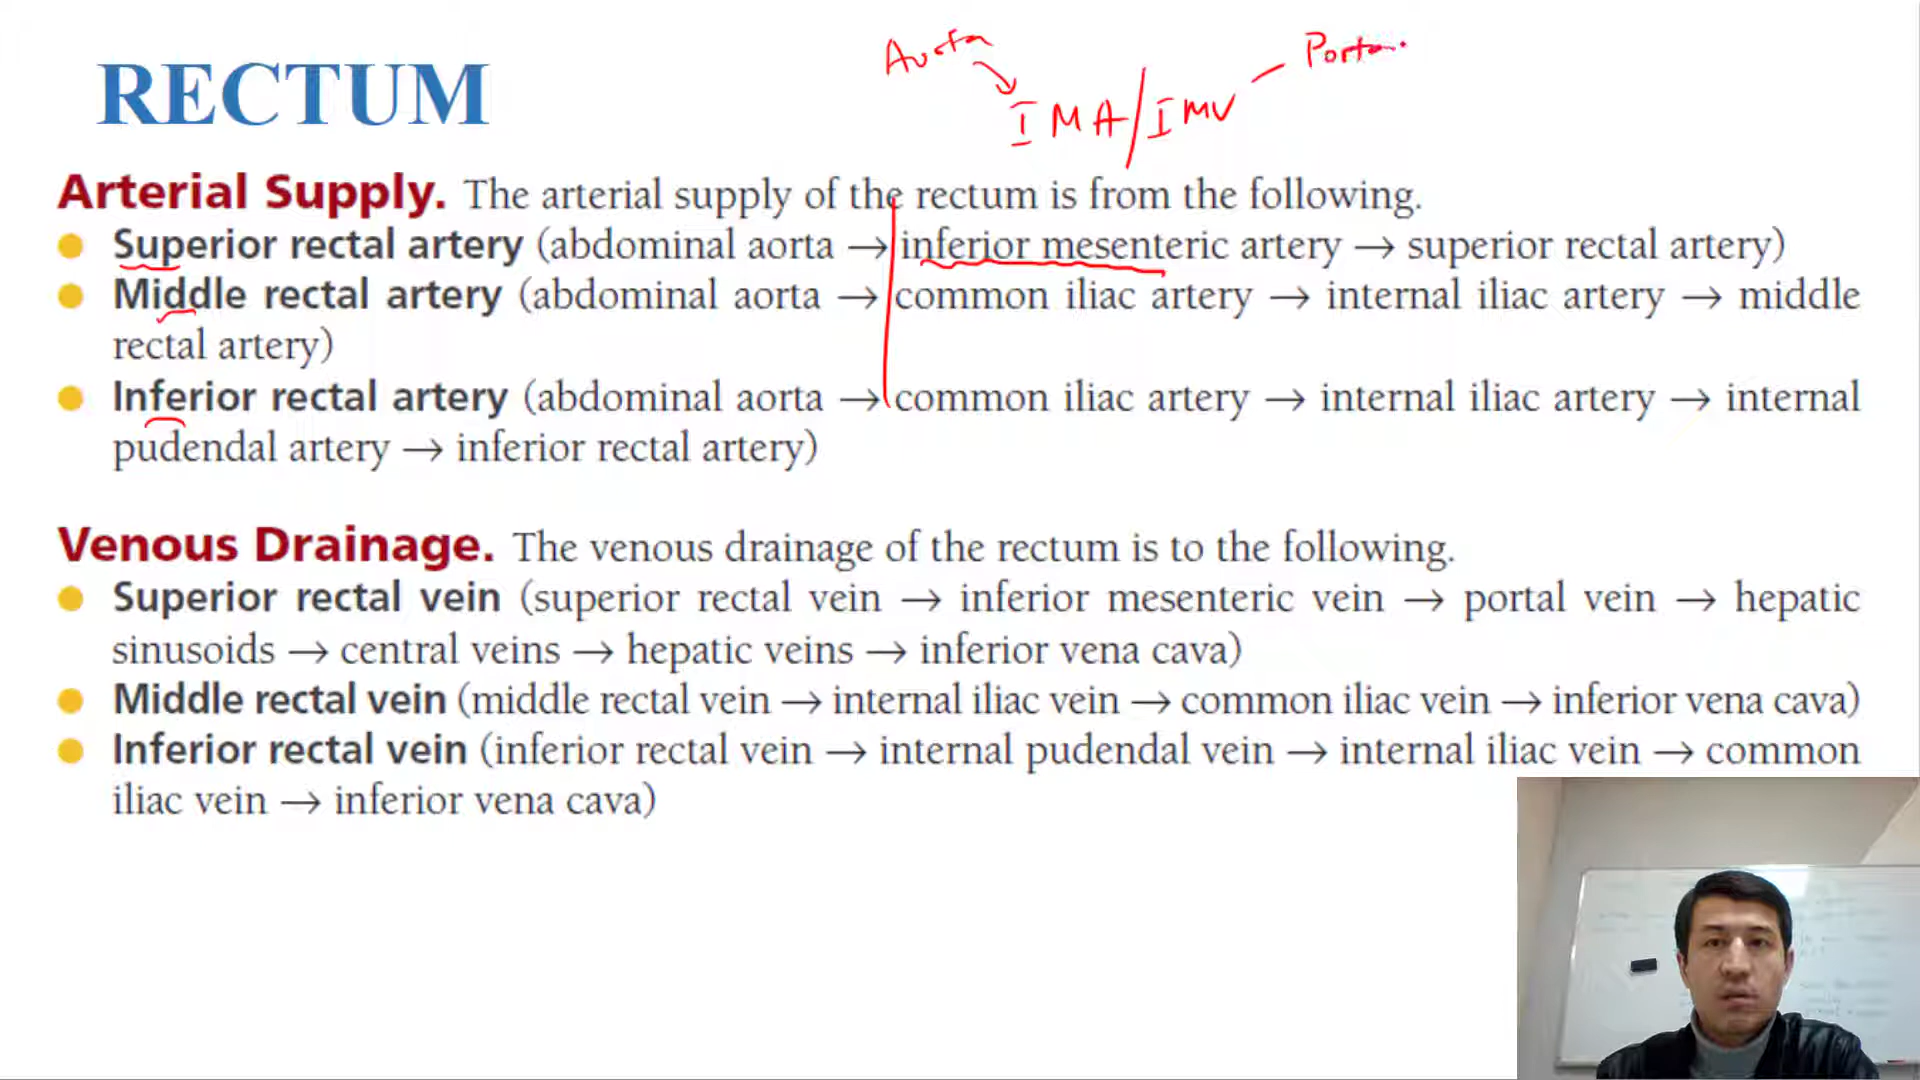 Aorta
Porta.
RECTUM
IMA/IMV
Arterial Supply. The arterial supply of the rectum is from the following.
Superior rectal artery (abdominal aorta → inferior mesenteric artery → superior rectal artery)
Middle rectal artery (abdominal aorta → common iliac artery → internal iliac artery → middle
rectal artery)
Inferior rectal artery (abdominal aorta → common iliac artery → internal iliac artery → internal
pudendal artery → inferior rectal artery)
Venous Drainage. The venous drainage of the rectum is to the following.
Superior rectal vein (superior rectal vein → inferior mesenteric vein → portal vein → hepatic
sinusoids → central veins → hepatic veins → inferior vena cava)
Middle rectal vein (middle rectal vein → internal iliac vein → common iliac vein → inferior vena cava)
Inferior rectal vein (inferior rectal vein → internal pudendal vein → internal iliac vein → common
iliac vein → inferior vena cava)